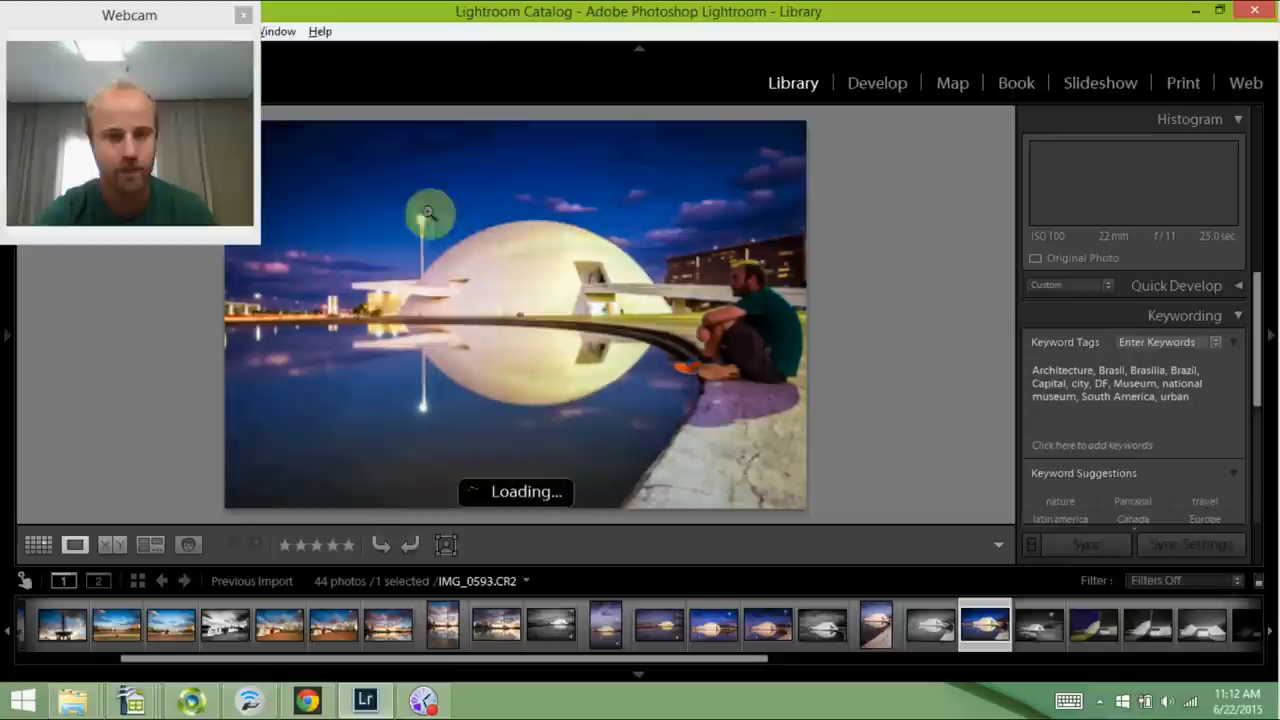 Webcam
Lightroom Catalog - Adobe Photoshop Lightroom - Library
Window Help
Library Develop Map Book Slideshow Print Web
Histogram
ISO 100 22 mm f / 11 25.0 sec
Original Photo
Custom Quick Develop
Keywording
Keyword Tags Enter Keywords
Architecture, Brasil, Brasilia, Brazil,
Capital, city, DF, Museum, national
museum, South America, urban
Click here to add keywords
Keyword Suggestions
nature Pantanal travel
latin america Canada Europe
Loading...
Sync Sync Settings
X Y
1 2 Previous Import 44 photos / 1 selected / IMG_0593.CR2 Filter : Filters Off
Lr
11:12 AM
6/22/2015